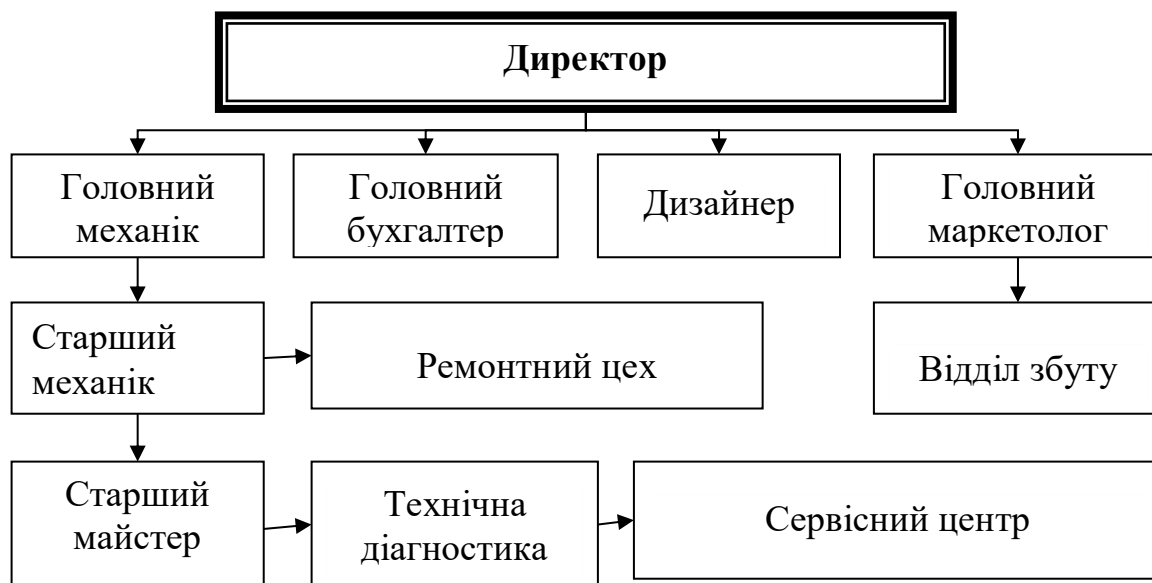 Директор
Головний
механік
Головний
бухгалтер
Дизайнер
Головний
маркетолог
Старший
механік
Ремонтний цех
Відділ збуту
Старший
майстер
Технічна
діагностика
Сервісний центр